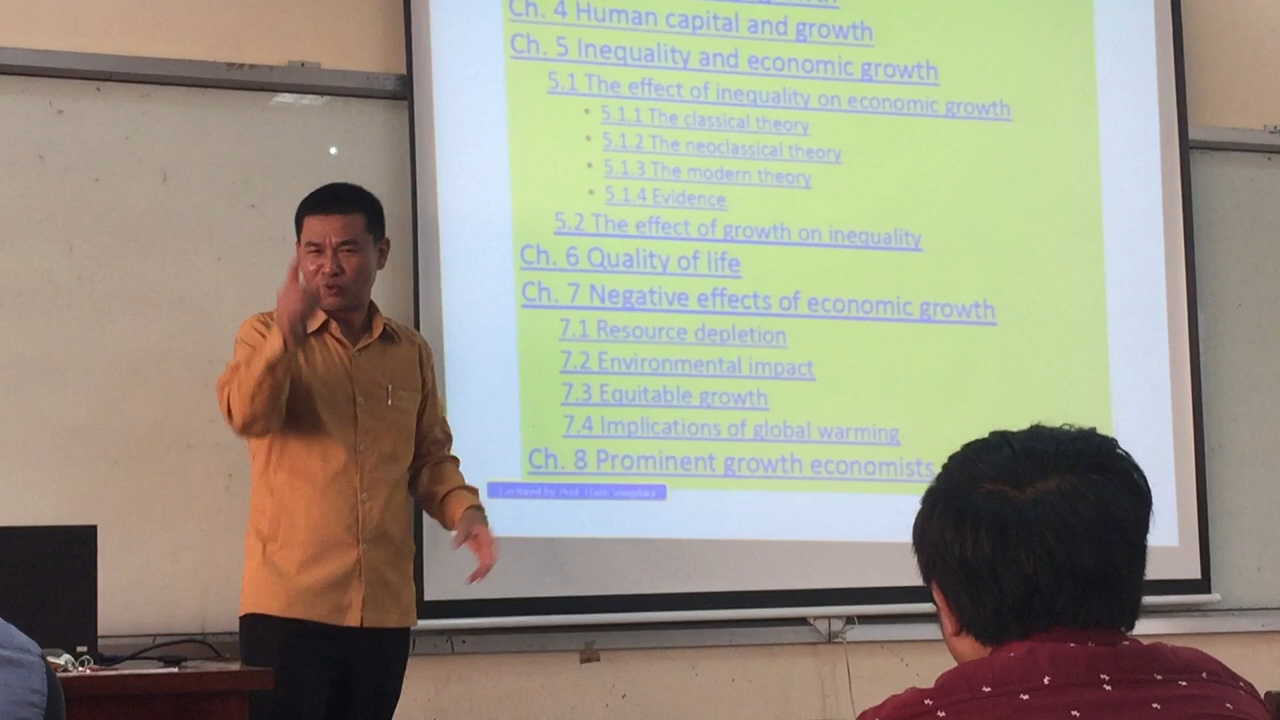 Ch. 4 Human capital and growth
Ch. 5 Inequality and economic growth
5.1 The effect of inequality on economic growth
• 5.1.1 The classical theory
• 5.1.2 The neoclassical theory
• 5.1.3 The modern theory
• 5.1.4 Evidence
5.2 The effect of growth on inequality
Ch. 6 Quality of life
Ch. 7 Negative effects of economic growth
7.1 Resource depletion
7.2 Environmental impact
7.3 Equitable growth
7.4 Implications of global warming
Ch. 8 Prominent growth economists
Lectured by Prof.